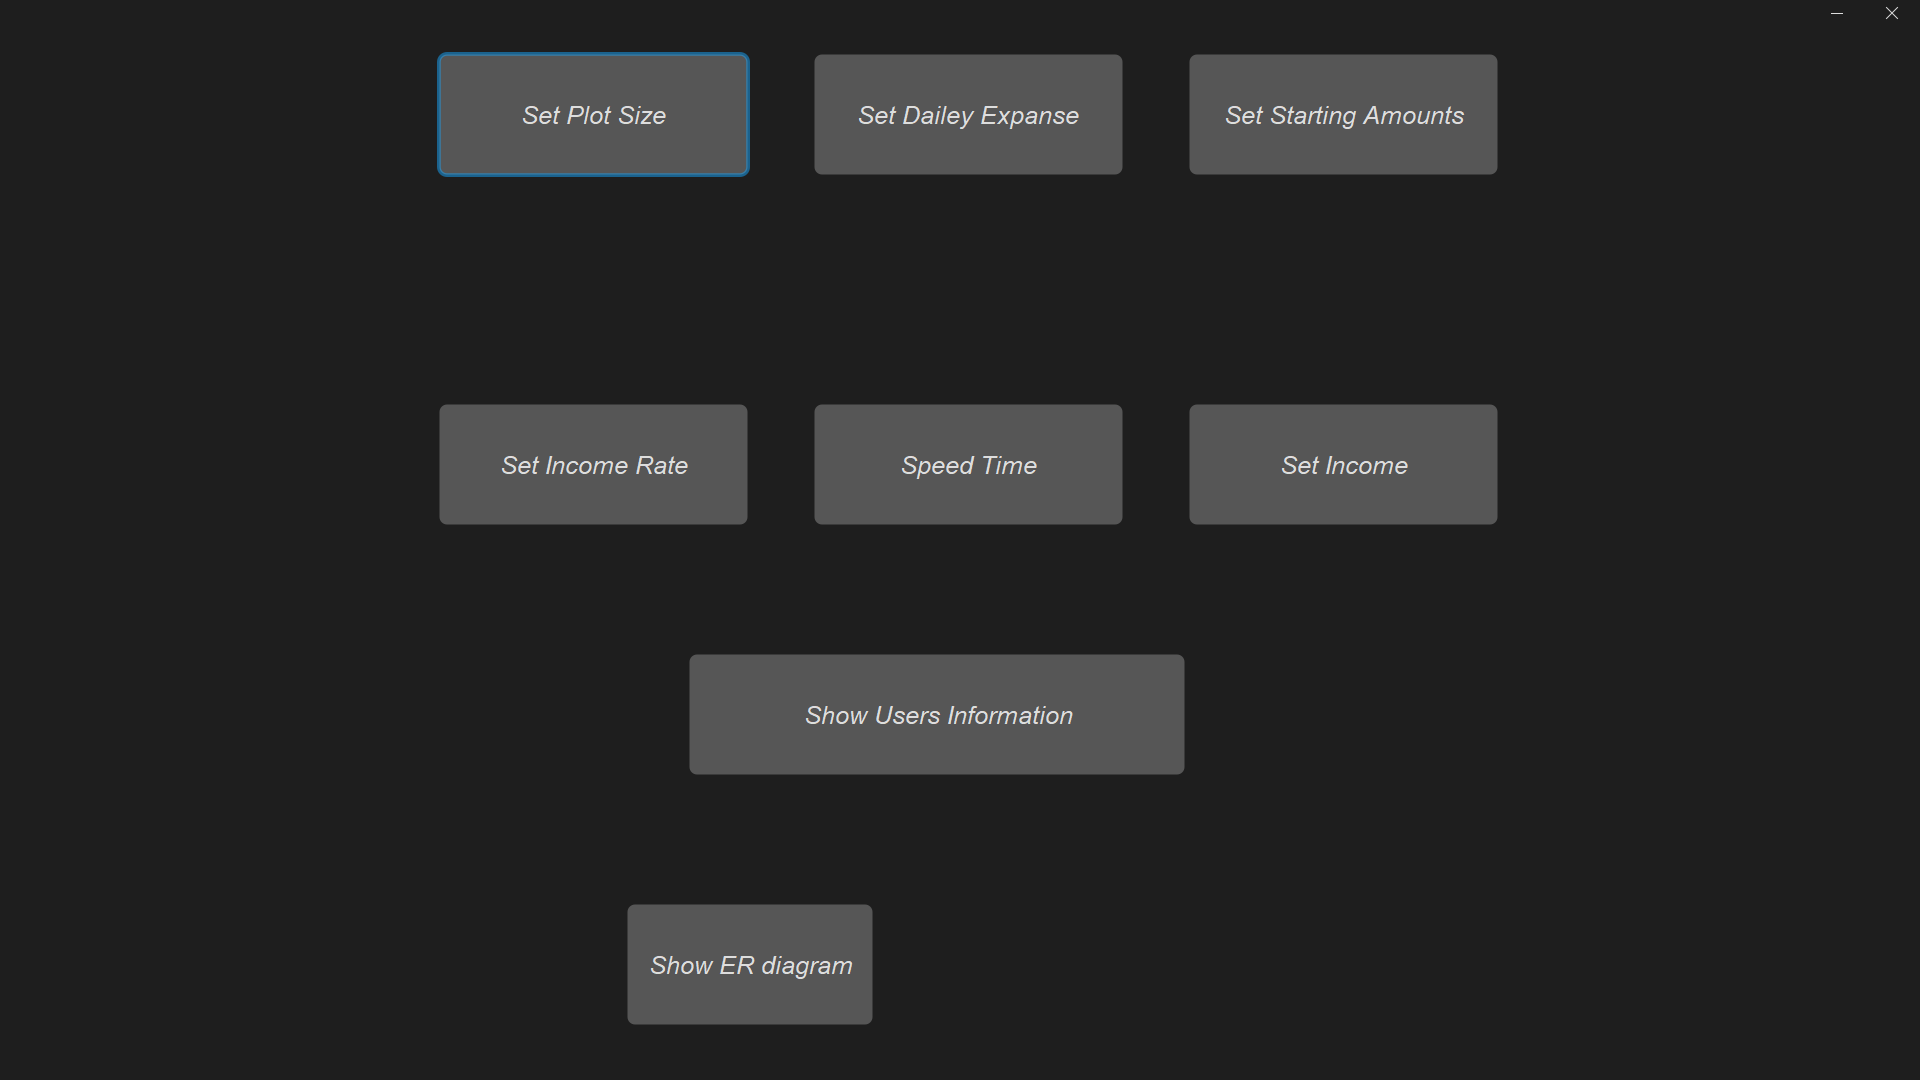 Set Plot Size
Set Dailey Expanse
Set Starting Amounts
Set Income Rate
Speed Time
Set Income
Show Users Information
Show ER diagram